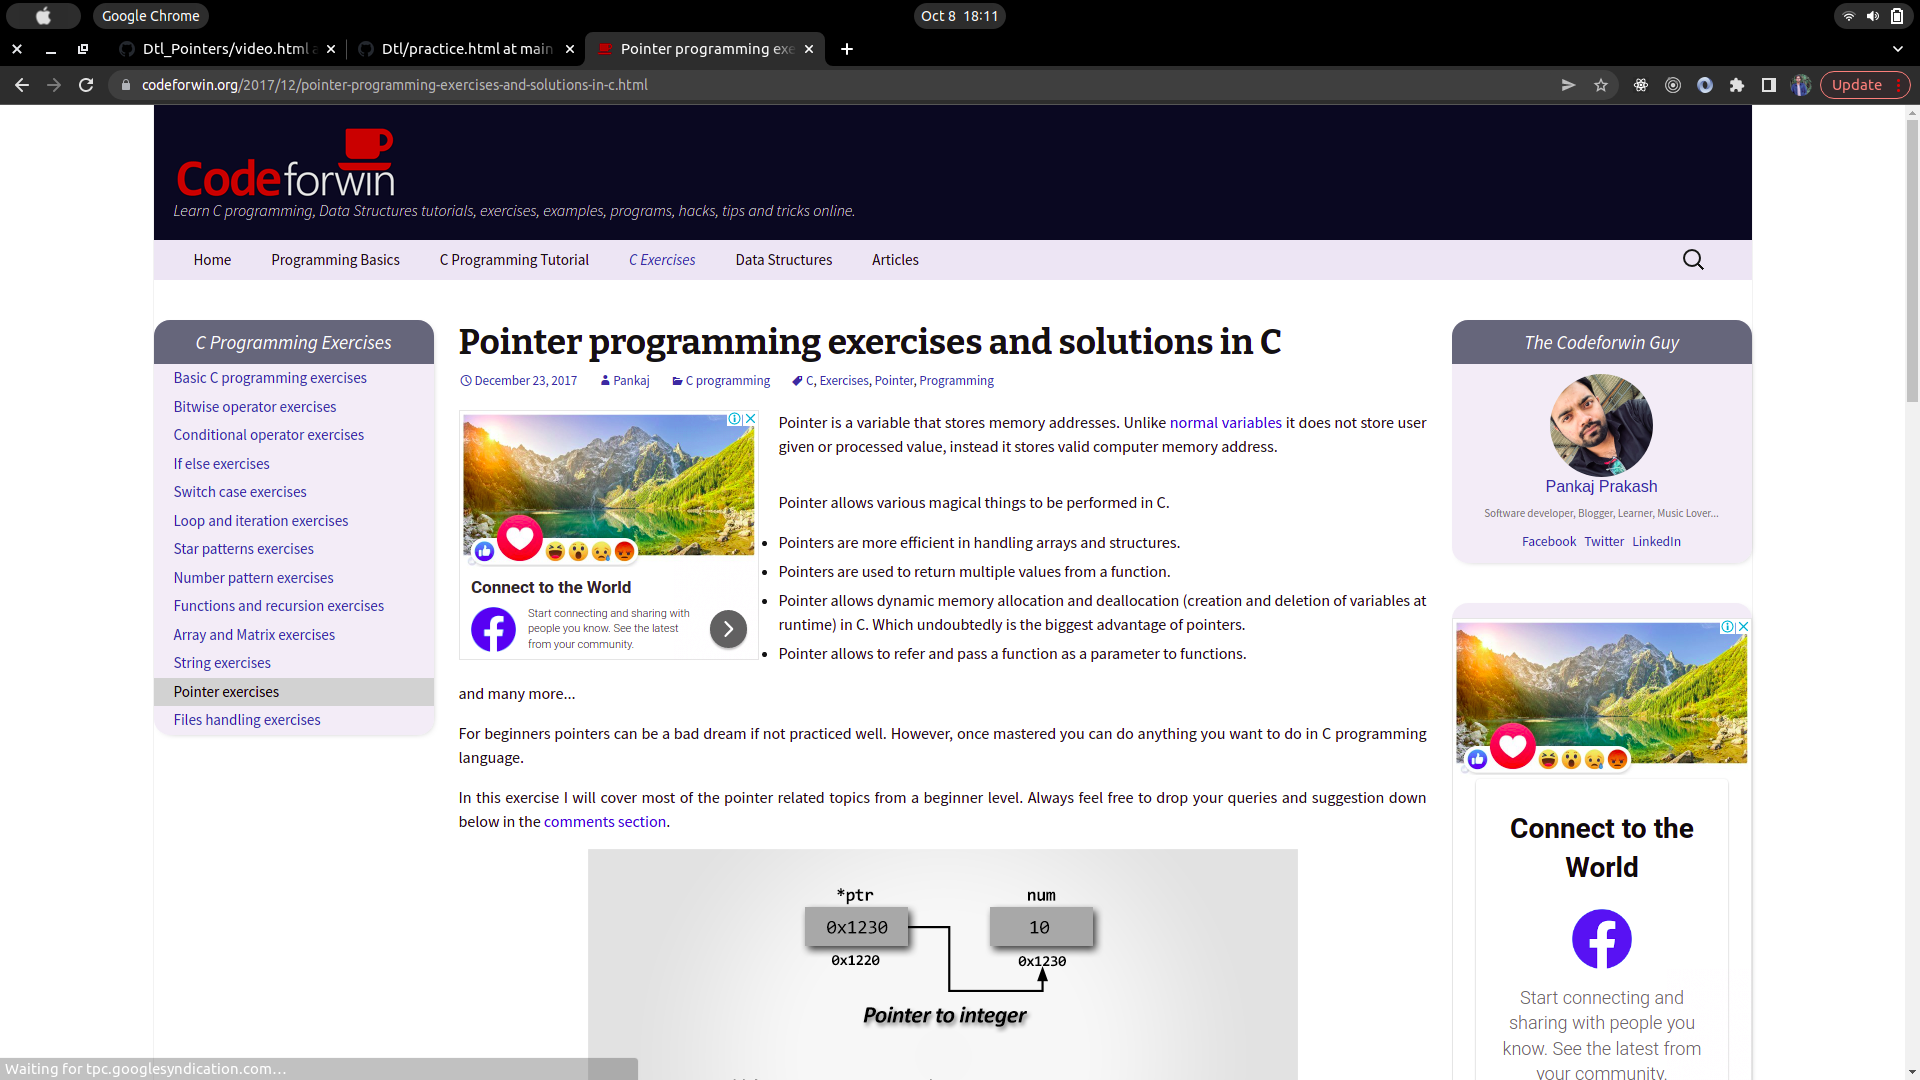 Google Chrome
Oct 8 18:11
Dtl_Pointers/video.html a
Dtl/practice.html at main
Pointer programming exe
codeforwin.org/2017/12/pointer-programming-exercises-and-solutions-in-c.html
Update
Codeforwin
Learn C programming, Data Structures tutorials, exercises, examples, programs, hacks, tips and tricks online.
Home
Programming Basics
C Programming Tutorial
C Exercises
Data Structures
Articles
C Programming Exercises
Basic C programming exercises
Bitwise operator exercises
Conditional operator exercises
If else exercises
Switch case exercises
Loop and iteration exercises
Star patterns exercises
Number pattern exercises
Functions and recursion exercises
Array and Matrix exercises
String exercises
Pointer exercises
Files handling exercises
Pointer programming exercises and solutions in C
December 23, 2017 Pankaj C programming C, Exercises, Pointer, Programming
Pointer is a variable that stores memory addresses. Unlike normal variables it does not store user
given or processed value, instead it stores valid computer memory address.
Pointer allows various magical things to be performed in C.
Pointers are more efficient in handling arrays and structures.
Pointers are used to return multiple values from a function.
Pointer allows dynamic memory allocation and deallocation (creation and deletion of variables at
runtime) in C. Which undoubtedly is the biggest advantage of pointers.
Pointer allows to refer and pass a function as a parameter to functions.
Connect to the World
Start connecting and sharing with
people you know. See the latest
from your community.
and many more...
For beginners pointers can be a bad dream if not practiced well. However, once mastered you can do anything you want to do in C programming
language.
In this exercise I will cover most of the pointer related topics from a beginner level. Always feel free to drop your queries and suggestion down
below in the comments section.
*ptr
num
0x1230
10
0x1220
0x1230
Pointer to integer
The Codeforwin Guy
Pankaj Prakash
Software developer, Blogger, Learner, Music Lover...
Facebook Twitter LinkedIn
Connect to the
World
Start connecting and
sharing with people you
know. See the latest from
your community.
Waiting for tpc.googlesyndication.com...